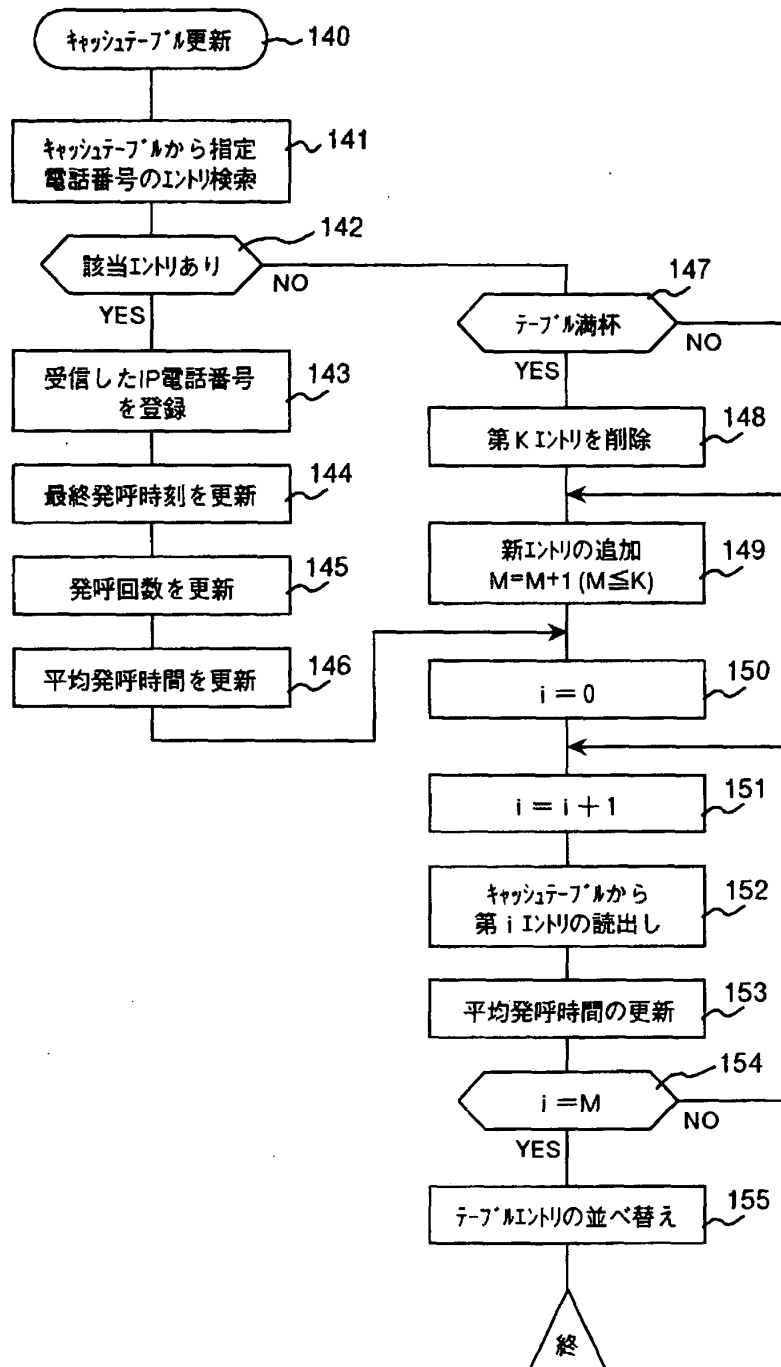 キャッシュテーブル更新
140
キャッシュテーブルから指定
電話番号のエントリ検索
141
該当エントリあり
142
NO
YES
受信したIP電話番号
を登録
143
最終発呼時刻を更新
144
発呼回数を更新
145
平均発呼時間を更新
146
テーブル満杯
147
NO
YES
第Kエントリを削除
148
新エントリの追加
M=M+1 (M≦K)
149
i=0
150
i=i+1
151
キャッシュテーブルから
第iエントリの読出し
152
平均発呼時間の更新
153
i=M
154
NO
YES
テーブルエントリの並べ替え
155
終